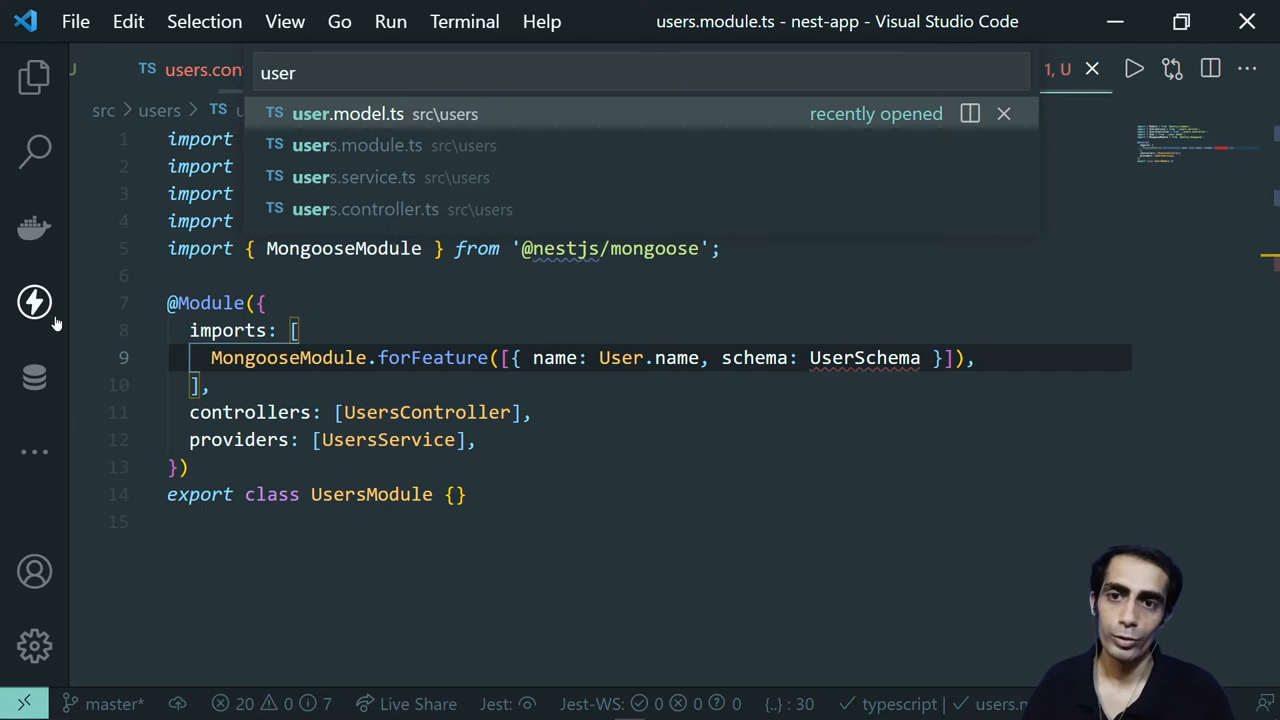 File Edit Selection View Go Run Terminal Help users.module.ts - nest-app - Visual Studio Code
U TS users.con 1, U
user
src > users > TS
TS user.model.ts src\users recently opened
TS users.module.ts src\users
TS users.service.ts src\users
TS users.controller.ts src\users
1 import
2 import
3 import
4 import
5 import { MongooseModule } from '@nestjs/mongoose';
6
7 @Module({
8 imports: [
9 MongooseModule.forFeature([{ name: User.name, schema: UserSchema }]),
10 ],
11 controllers: [UsersController],
12 providers: [UsersService],
13 })
14 export class UsersModule {}
15
master* 20 0 7 Live Share Jest: Jest-WS: 0 0 0 {..} : 30 typescript users.m